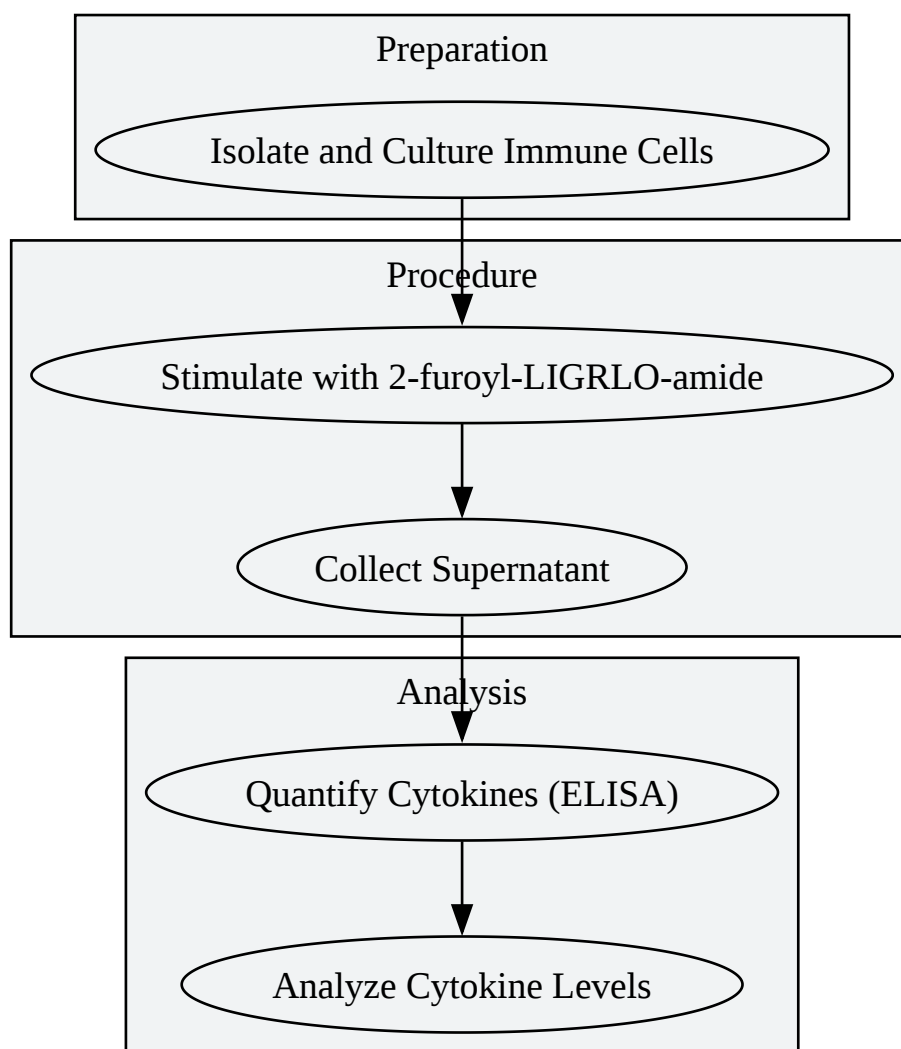 Preparation
Isolate and Culture Immune Cells
Procedure
Stimulate with 2-furoyl-LIGRLO-amide
Collect Supernatant
Analysis
Quantify Cytokines (ELISA)
Analyze Cytokine Levels